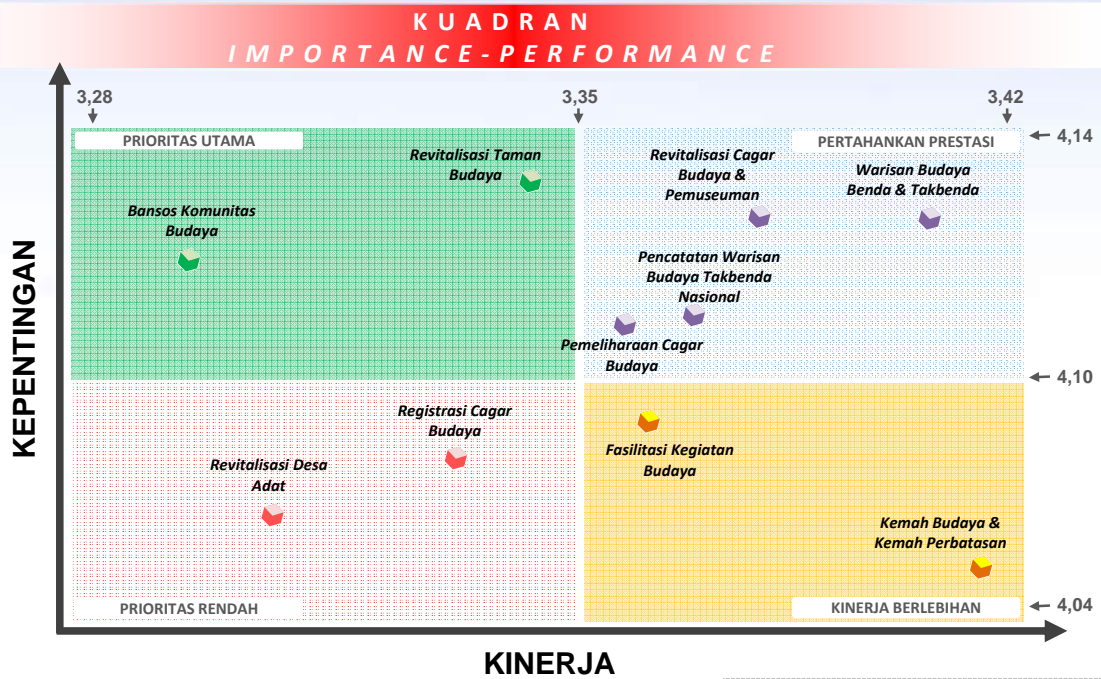 KUADRAN
IMPORTANCE-PERFORMANCE
3,28
3,35
3,42
4,14
PRIORITAS UTAMA
PERTAHANKAN PRESTASI
Revitalisasi Taman
Budaya
Revitalisasi Cagar
Budaya &
Pemuseuman
Warisan Budaya
Benda & Takbenda
Bansos Komunitas
Budaya
Pencatatan Warisan
Budaya Takbenda
Nasional
Pemeliharaan Cagar
Budaya
4,10
KEPENTINGAN
Registrasi Cagar
Budaya
Revitalisasi Desa
Adat
Fasilitasi Kegiatan
Budaya
Kemah Budaya &
Kemah Perbatasan
PRIORITAS RENDAH
KINERJA BERLEBIHAN
4,04
KINERJA